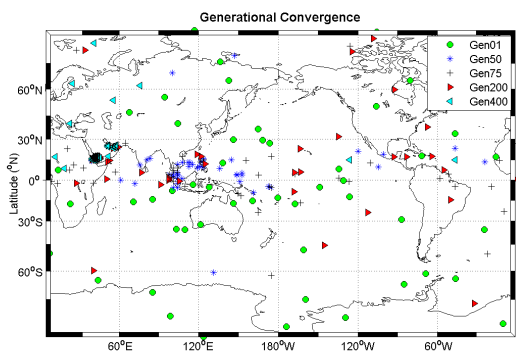 Generational Convergence
Gen01
Gen50
Gen75
Gen200
Gen400
60°N
30°N
0°
30°S
60°S
Latitude (°N)
60°E
120°E
180°W
120°W
60°W